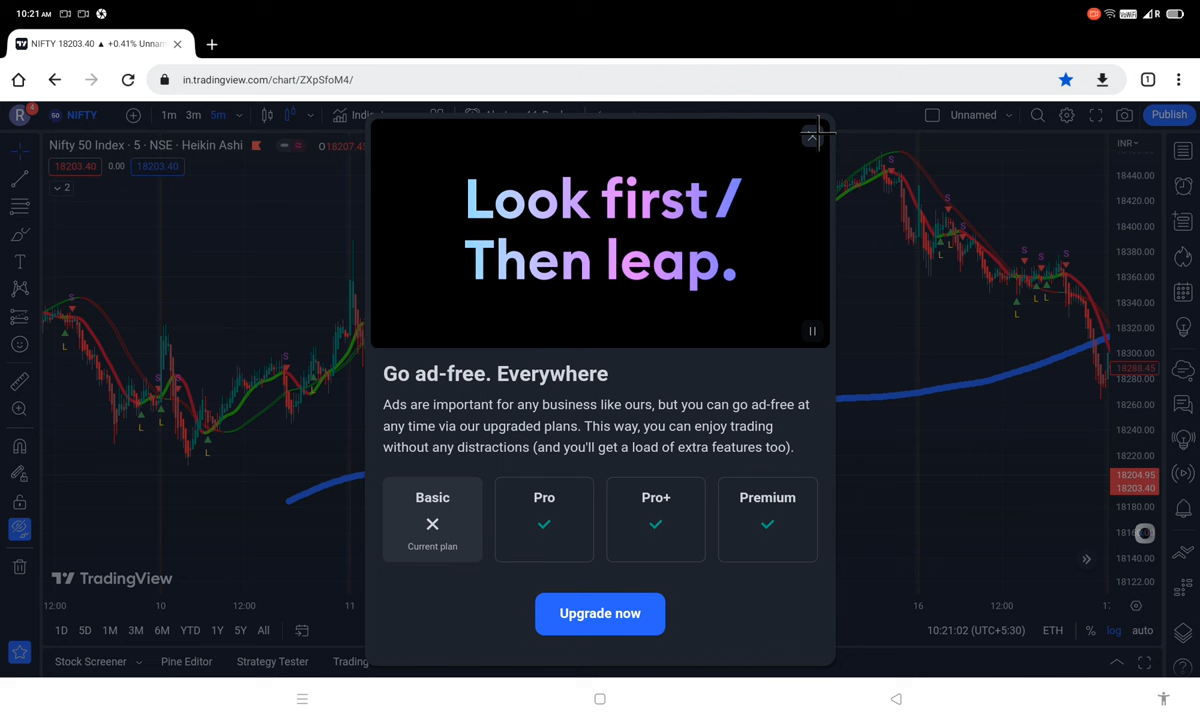 10:21 AM
VoWiFi
R
NIFTY 18203.40 ▲ +0.41% Unnam
1
in.tradingview.com/chart/ZXpSfoM4/
R
4
50 NIFTY
1m 3m 5m
Unnamed
Publish
Nifty 50 Index · 5 · NSE · Heikin Ashi
INR
18203.40 0.00 18203.40
2
Look first/
Then leap.
Go ad-free. Everywhere
Ads are important for any business like ours, but you can go ad-free at
any time via our upgraded plans. This way, you can enjoy trading
without any distractions (and you'll get a load of extra features too).
Basic Pro Pro+ Premium
Current plan
Upgrade now
18440.00
18420.00
18400.00
18380.00
18360.00
18340.00
18320.00
18300.00
18288.45
18280.00
18260.00
18240.00
18220.00
18204.95
18203.40
18180.00
18140.00
18122.00
TradingView
12:00 10 12:00 11 16 12:00
1D 5D 1M 3M 6M YTD 1Y 5Y All
10:21:02 (UTC+5:30) ETH % log auto
Stock Screener Pine Editor Strategy Tester Trading